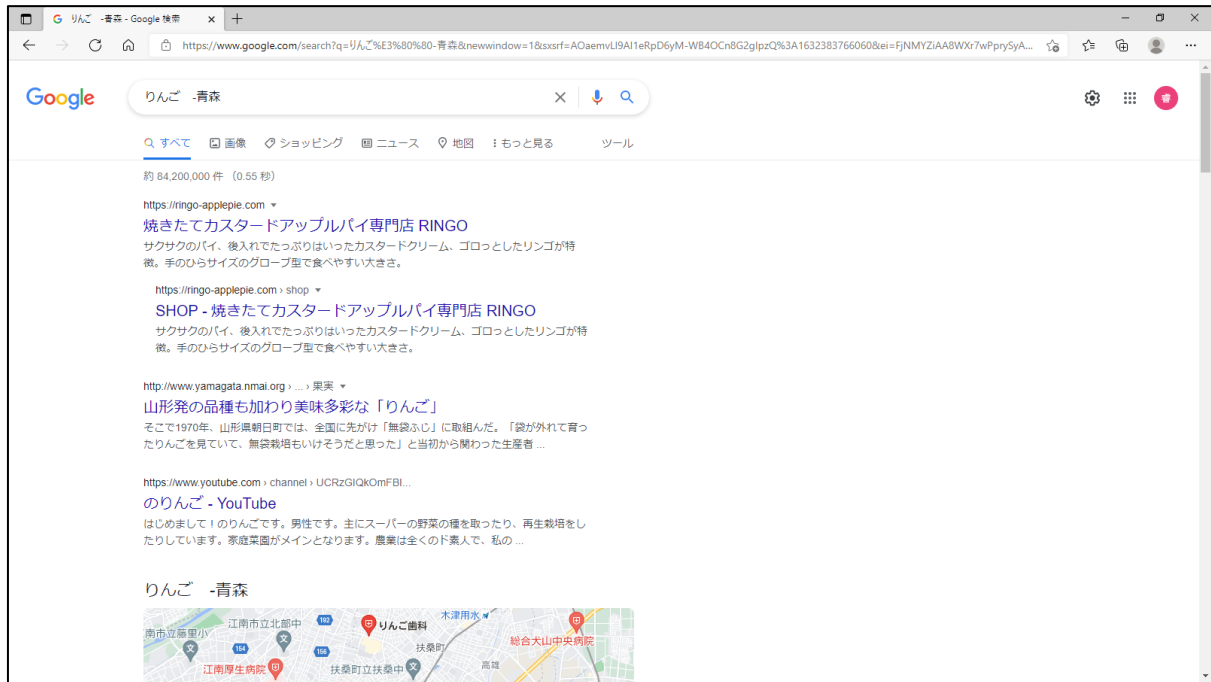 りんご　-青森 - Google 検索
https://www.google.com/search?q=りんご%E3%80%80-青森&newwindow=1&sxsrf=AOaemvLI9AI1eRpD6yM-WB4OCn8G2gIpzQ%3A1632383766060&ei=FjNMYZiAA8WXr7wPprySyA...
Google
りんご　-青森
すべて 画像 ショッピング ニュース 地図 もっと見る ツール
約 84,200,000 件 （0.55 秒）
https://ringo-applepie.com
焼きたてカスタードアップルパイ専門店 RINGO
サクサクのパイ、後入れでたっぷりはいったカスタードクリーム、ゴロっとしたリンゴが特
徴。手のひらサイズのグローブ型で食べやすい大きさ。
https://ringo-applepie.com › shop
SHOP - 焼きたてカスタードアップルパイ専門店 RINGO
サクサクのパイ、後入れでたっぷりはいったカスタードクリーム、ゴロっとしたリンゴが特
徴。手のひらサイズのグローブ型で食べやすい大きさ。
http://www.yamagata.nmai.org › ... › 果実
山形発の品種も加わり美味多彩な「りんご」
そこで1970年、山形県朝日町では、全国に先がけ「無袋ふじ」に取組んだ。「袋が外れて育っ
たりんごを見ていて、無袋栽培もいけそうだと思った」と当初から関わった生産者 ...
https://www.youtube.com › channel › UCRzGIQkOmFBI...
のりんご - YouTube
はじめまして！のりんごです。男性です。主にスーパーの野菜の種を取ったり、再生栽培をし
たりしています。家庭菜園がメインとなります。農業は全くのド素人で、私の ...
りんご　-青森
江南市立北部中 192 りんご歯科 木津用水
南市立藤里小 154 156 扶桑町 総合犬山中央病院
江南厚生病院 扶桑町立扶桑中 高雄